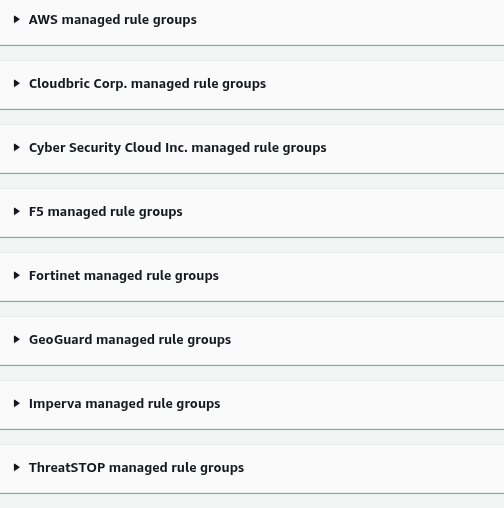 AWS managed rule groups
Cloudbric Corp. managed rule groups
Cyber Security Cloud Inc. managed rule groups
F5 managed rule groups
Fortinet managed rule groups
GeoGuard managed rule groups
Imperva managed rule groups
ThreatSTOP managed rule groups